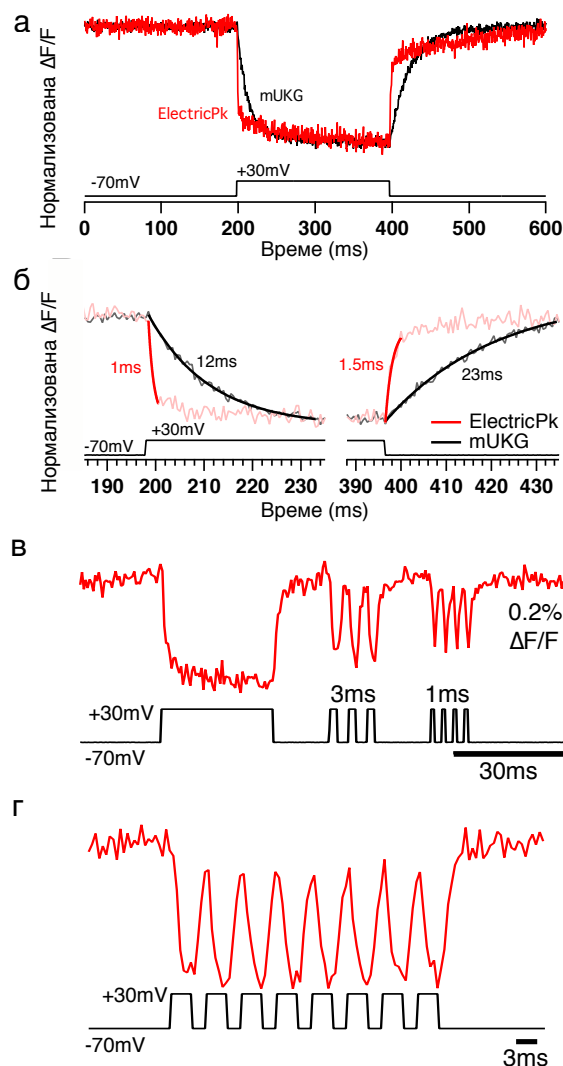 а
Нормализована ΔF/F
mUKG
ElectricPk
-70mV
+30mV
0 100 200 300 400 500 600
Време (ms)
б
Нормализована ΔF/F
1ms
12ms
1.5ms
23ms
ElectricPk
mUKG
-70mV
+30mV
190 200 210 220 230 390 400 410 420 430
Време (ms) Време (ms)
в
0.2%
ΔF/F
3ms
1ms
+30mV
-70mV
30ms
г
+30mV
-70mV
3ms